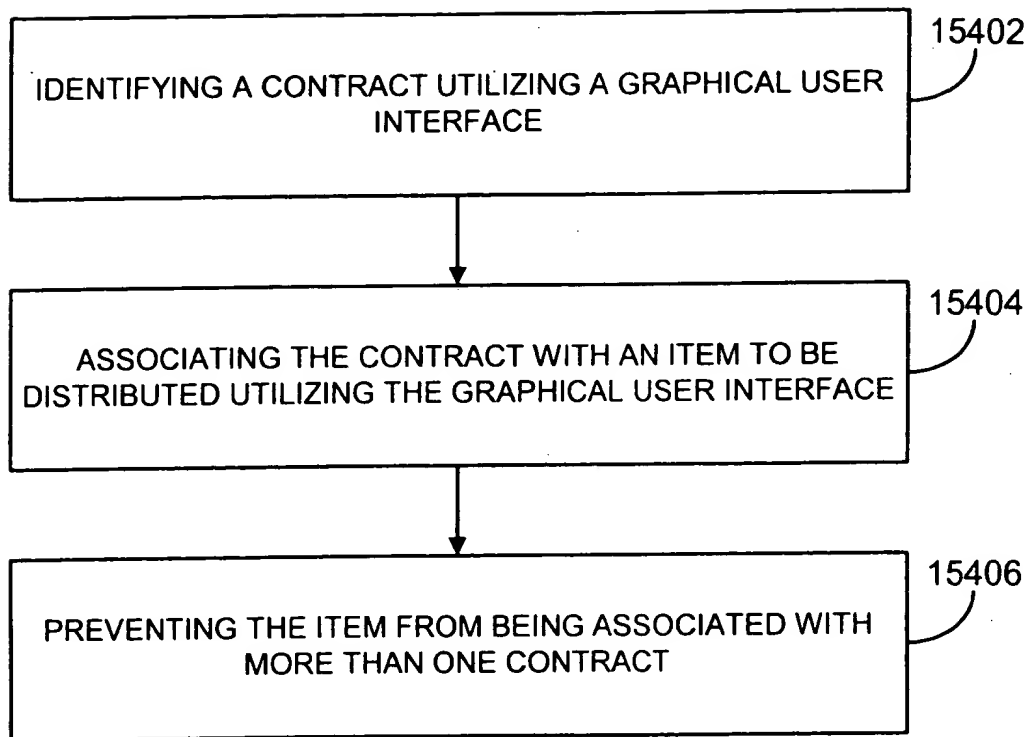 15402
IDENTIFYING A CONTRACT UTILIZING A GRAPHICAL USER
INTERFACE
15404
ASSOCIATING THE CONTRACT WITH AN ITEM TO BE
DISTRIBUTED UTILIZING THE GRAPHICAL USER INTERFACE
15406
PREVENTING THE ITEM FROM BEING ASSOCIATED WITH
MORE THAN ONE CONTRACT